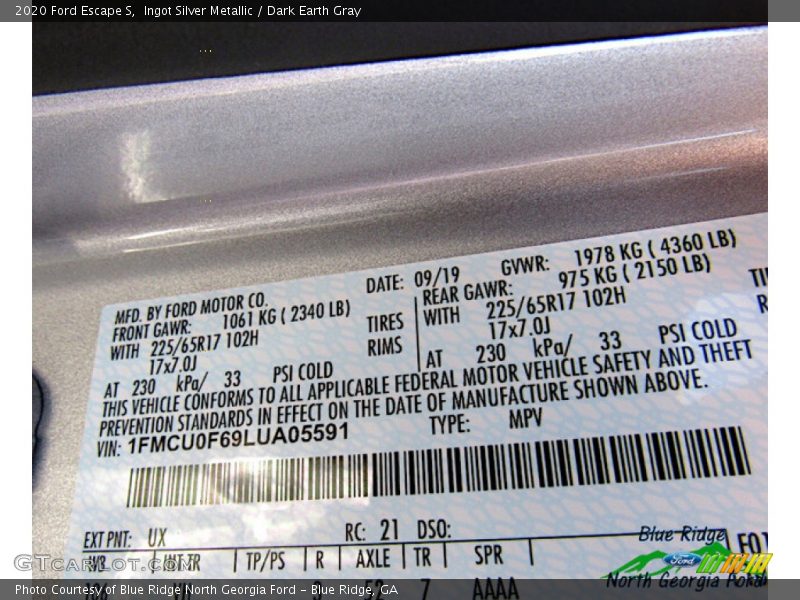 2020 Ford Escape S,  Ingot Silver Metallic / Dark Earth Gray
MFD. BY FORD MOTOR CO.
DATE: 09/19
GVWR: 1978 KG ( 4360 LB)
FRONT GAWR: 1061 KG ( 2340 LB)
REAR GAWR: 975 KG ( 2150 LB)
WITH 225/65R17 102H TIRES
WITH 225/65R17 102H
17x7.0J RIMS
17x7.0J
AT 230 kPa/ 33 PSI COLD
AT 230 kPa/ 33 PSI COLD
THIS VEHICLE CONFORMS TO ALL APPLICABLE FEDERAL MOTOR VEHICLE SAFETY AND THEFT
PREVENTION STANDARDS IN EFFECT ON THE DATE OF MANUFACTURE SHOWN ABOVE.
VIN: 1FMCU0F69LUA05591
TYPE: MPV
EXT PNT: UX RC: 21 DSO:
WB INT TR TP/PS R AXLE TR SPR
7 AAAA
Blue Ridge
Ford
North Georgia Ford
GTCarLot.com
Photo Courtesy of Blue Ridge North Georgia Ford - Blue Ridge, GA